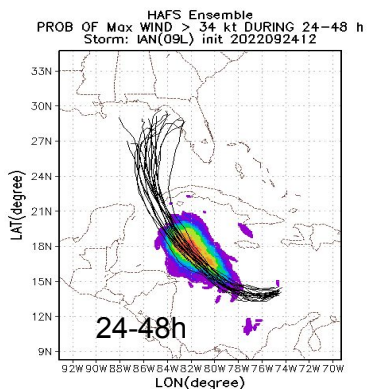 HAFS Ensemble
PROB OF Max WIND > 34 kt DURING 24-48 h
Storm: IAN(09L) init 2022092412
33N
30N
27N
24N
21N
18N
15N
12N
9N
LAT(degree)
24-48h
92W 90W 88W 86W 84W 82W 80W 78W 76W 74W 72W 70W
LON(degree)